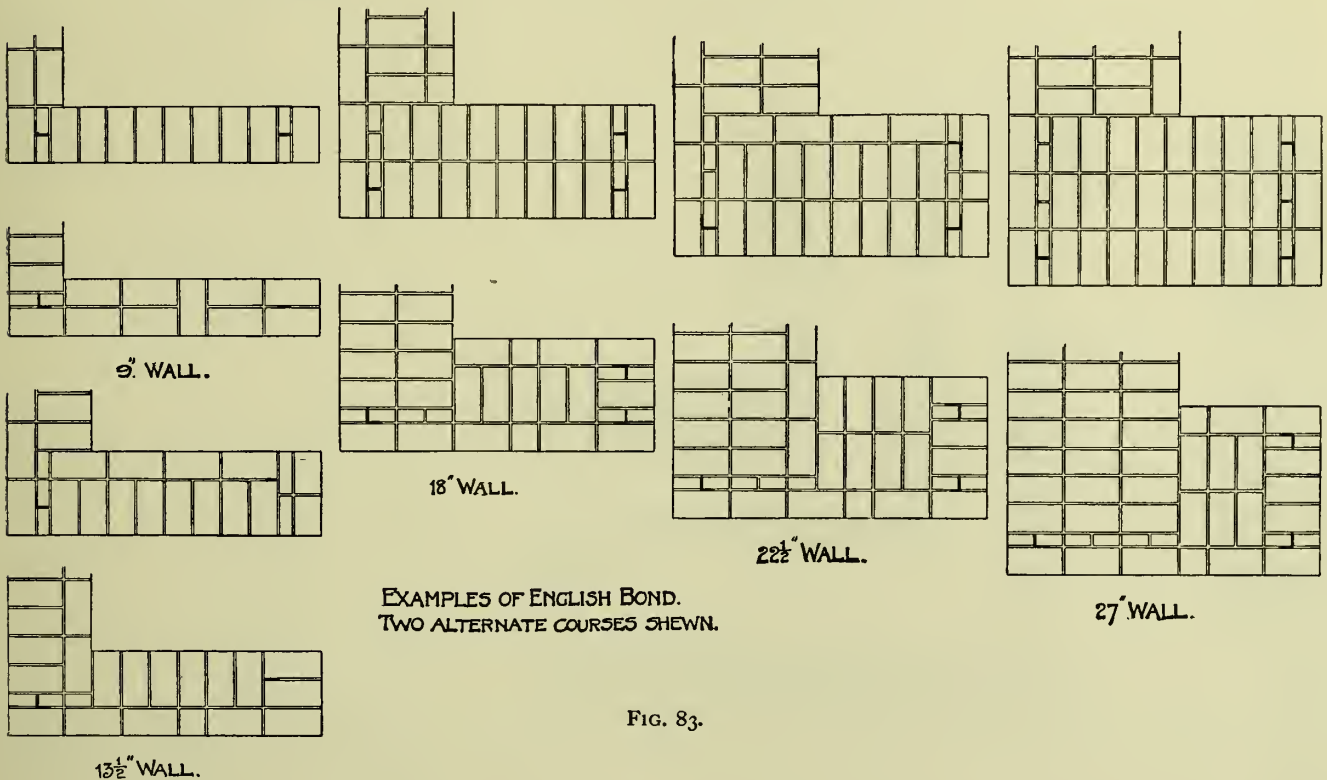 9" WALL.
18" WALL.
22½" WALL.
27" WALL.
EXAMPLES OF ENGLISH BOND.
TWO ALTERNATE COURSES SHEWN.
FIG. 83.
13½" WALL.